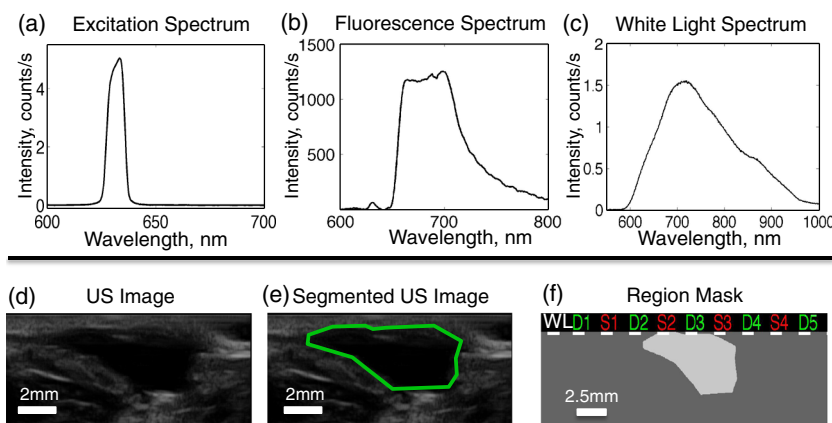 (a) Excitation Spectrum
Intensity, counts/s
4
2
0
600 650 700
Wavelength, nm
(b) Fluorescence Spectrum
Intensity, counts/s
1500
1000
500
600 700 800
Wavelength, nm
(c) White Light Spectrum
Intensity, counts/s
2
1.5
1
0.5
0
600 700 800 900 1000
Wavelength, nm
(d) US Image
2mm
(e) Segmented US Image
2mm
(f) Region Mask
WL D1 S1 D2 S2 D3 S3 D4 S4 D5
2.5mm